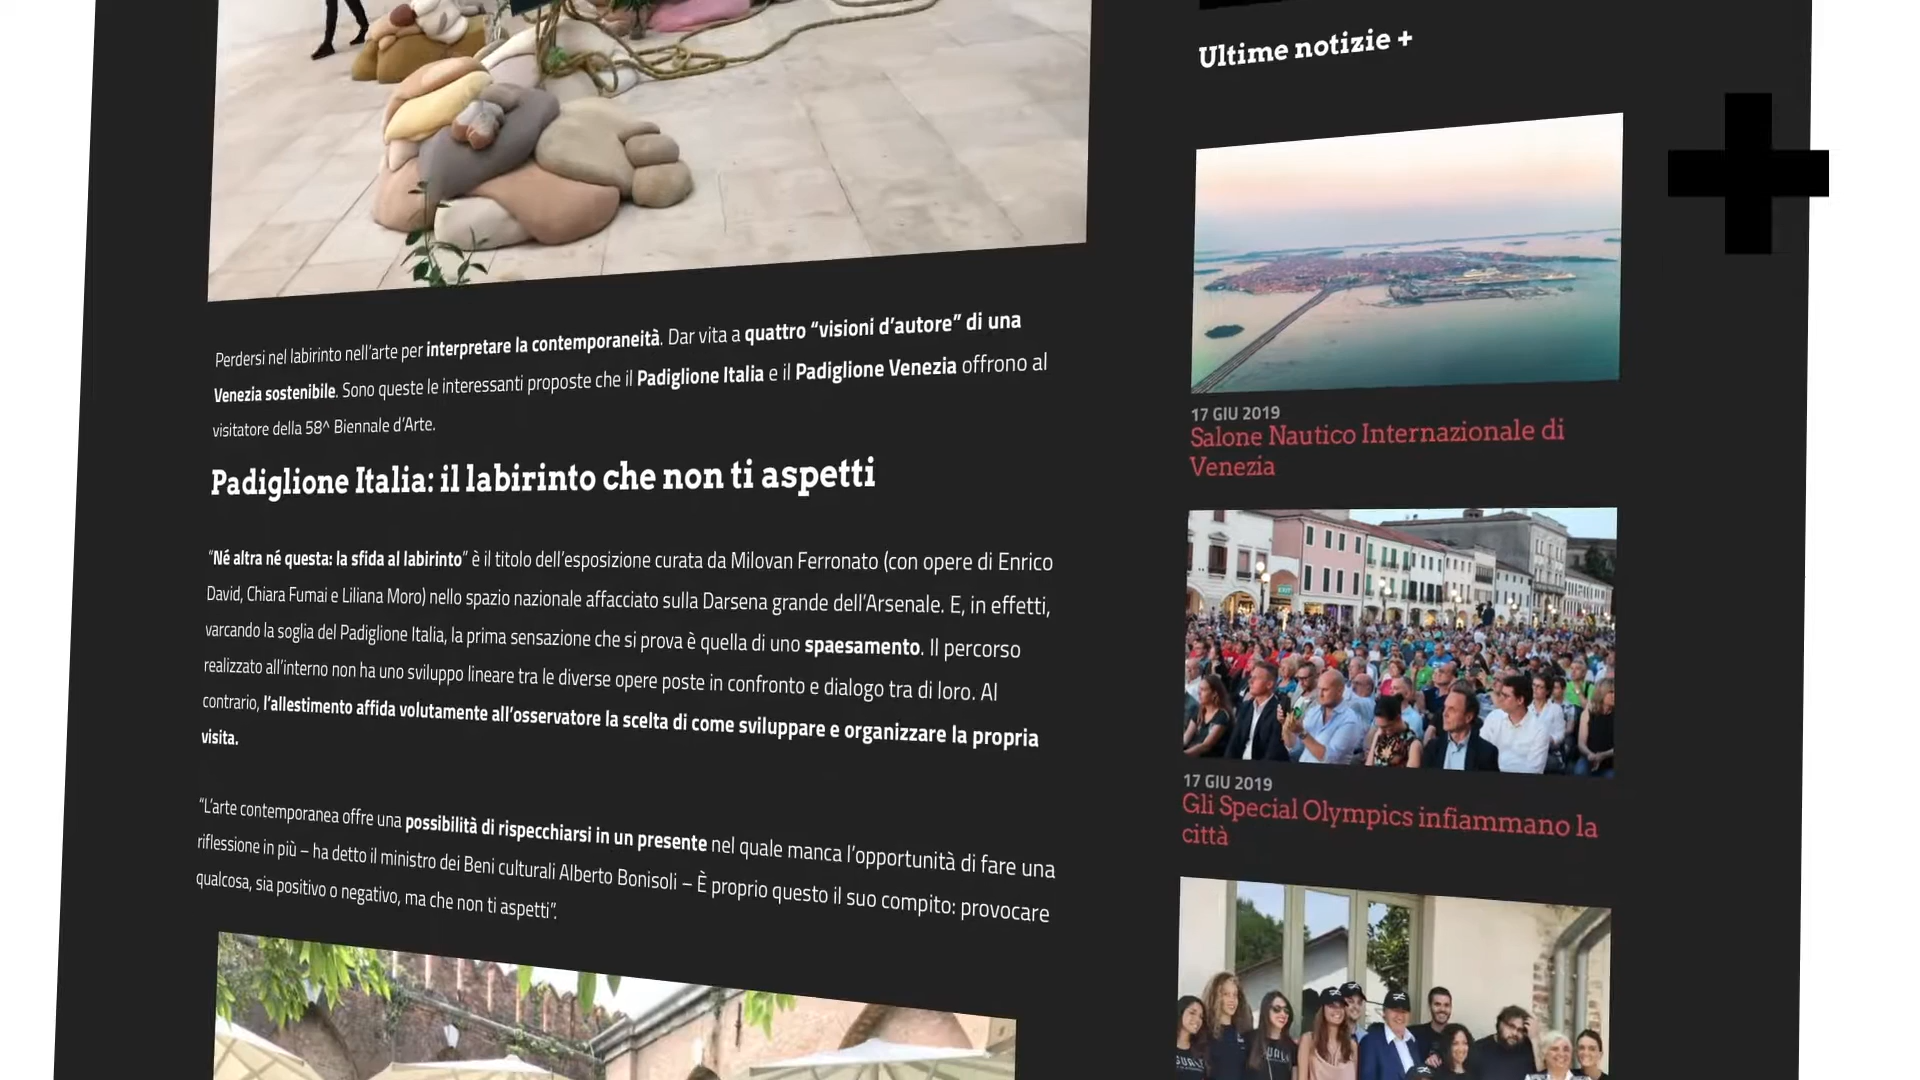 Perdersi nel labirinto nell'arte per interpretare la contemporaneità. Dar vita a quattro “visioni d'autore” di una
Venezia sostenibile. Sono queste le interessanti proposte che il Padiglione Italia e il Padiglione Venezia offrono al
visitatore della 58^ Biennale d'Arte.
Padiglione Italia: il labirinto che non ti aspetti
“Né altra né questa: la sfida al labirinto” è il titolo dell'esposizione curata da Milovan Ferronato (con opere di Enrico
David, Chiara Fumai e Liliana Moro) nello spazio nazionale affacciato sulla Darsena grande dell'Arsenale. E, in effetti,
varcando la soglia del Padiglione Italia, la prima sensazione che si prova è quella di uno spaesamento. Il percorso
realizzato all'interno non ha uno sviluppo lineare tra le diverse opere poste in confronto e dialogo tra di loro. Al
contrario, l'allestimento affida volutamente all'osservatore la scelta di come sviluppare e organizzare la propria
visita.
“L'arte contemporanea offre una possibilità di rispecchiarsi in un presente nel quale manca l'opportunità di fare una
riflessione in più – ha detto il ministro dei Beni culturali Alberto Bonisoli – È proprio questo il suo compito: provocare
qualcosa, sia positivo o negativo, ma che non ti aspetti”.
Ultime notizie +
17 GIU 2019
Salone Nautico Internazionale di
Venezia
17 GIU 2019
Gli Special Olympics infiammano la
città